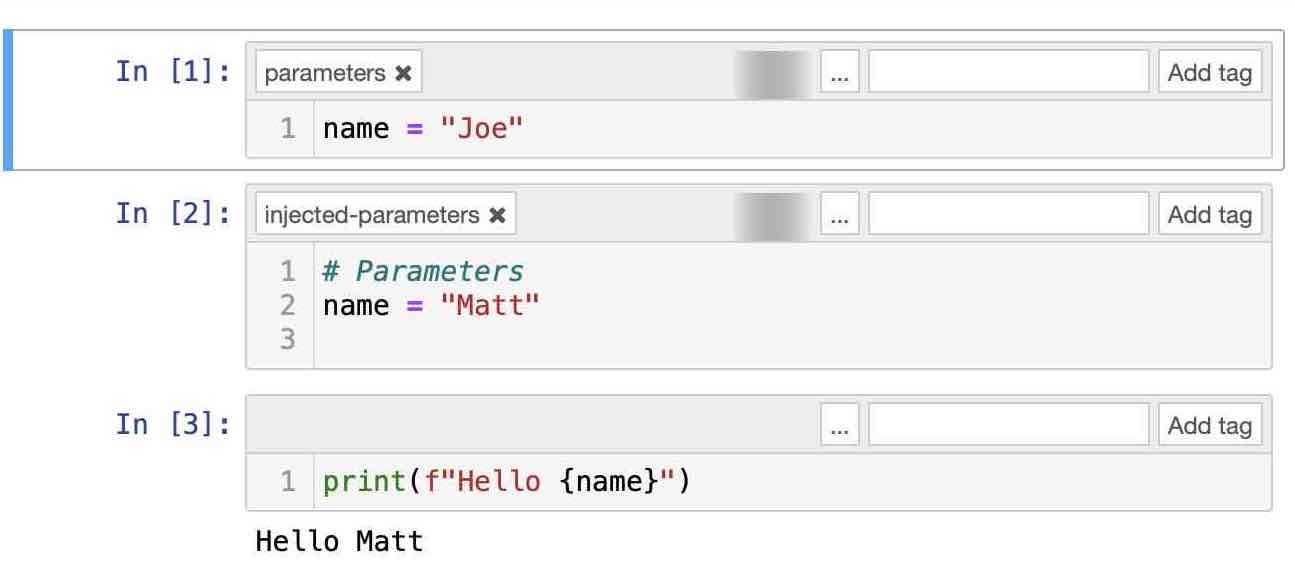 In [1]: parameters ✖ ... Add tag
1 name = "Joe"
In [2]: injected-parameters ✖ ... Add tag
1 # Parameters
2 name = "Matt"
3
In [3]: ... Add tag
1 print(f"Hello {name}")
Hello Matt